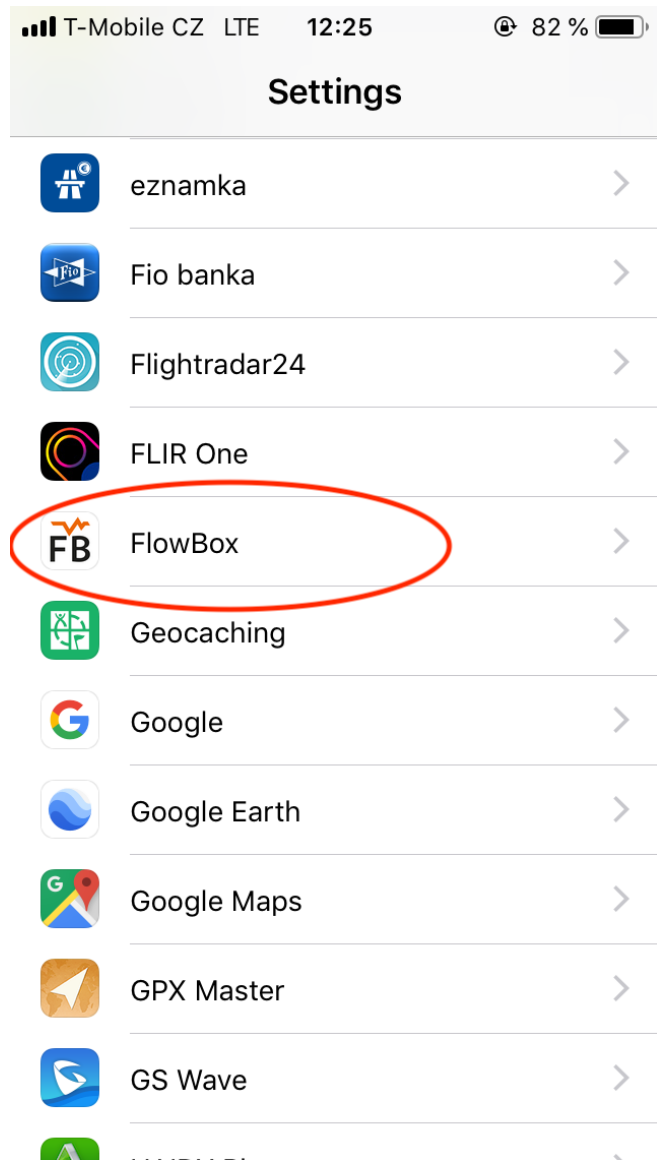 T-Mobile CZ LTE 12:25 82 %
Settings
eznamka
Fio
Fio banka
Flightradar24
FLIR One
FB
FlowBox
Geocaching
G
Google
Google Earth
G
Google Maps
GPX Master
GS Wave